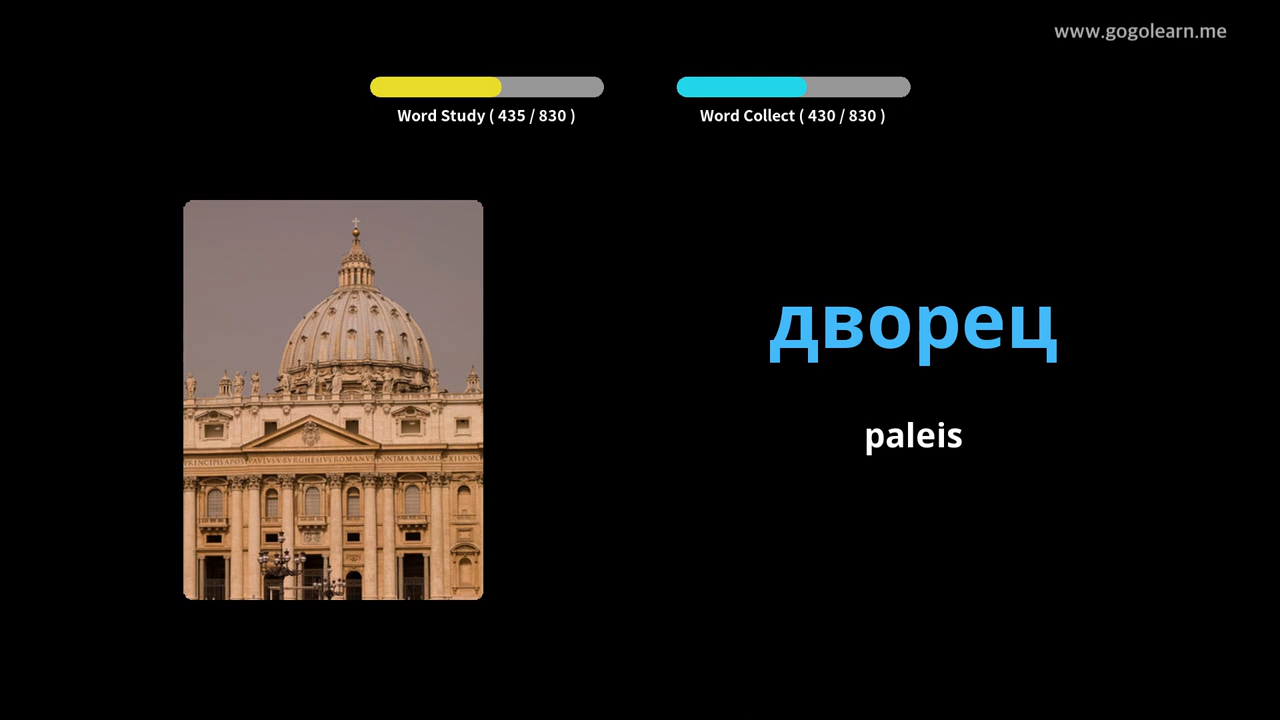 www.gogolearn.me
Word Study ( 435 / 830 )
Word Collect ( 430 / 830 )
дворец
paleis